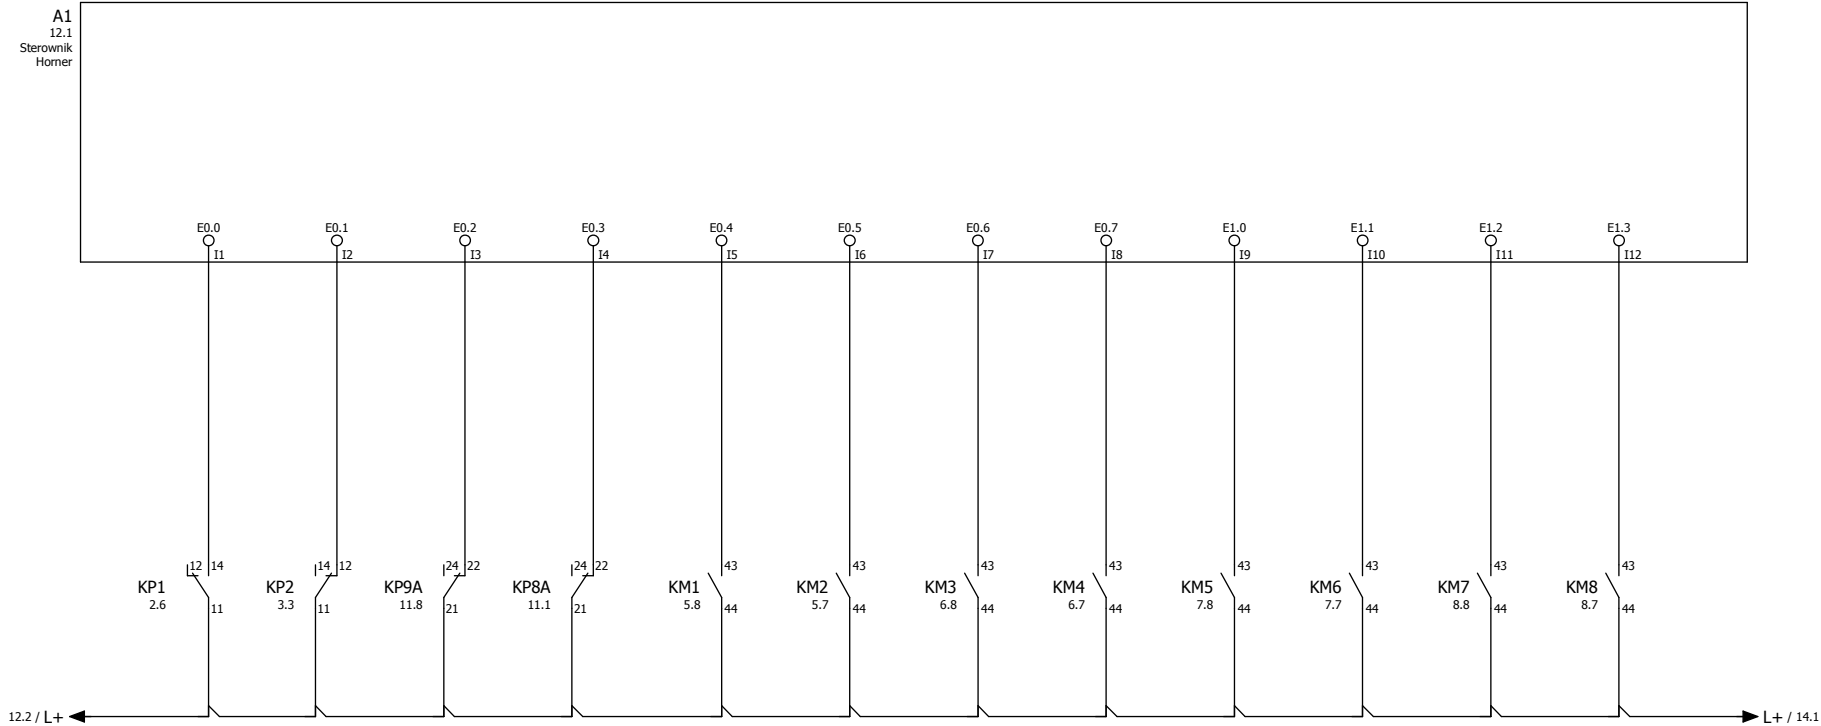 A1
12.1
Sterownik
Horner
E0.0 E0.1 E0.2 E0.3 E0.4 E0.5 E0.6 E0.7 E1.0 E1.1 E1.2 E1.3
I1 I2 I3 I4 I5 I6 I7 I8 I9 I10 I11 I12
12 14 14 12 24 22 24 22 43 43 43 43 43 43 43 43
KP1 KP2 KP9A KP8A KM1 KM2 KM3 KM4 KM5 KM6 KM7 KM8
2.6 11 3.3 11 11.8 21 11.1 21 5.8 44 5.7 44 6.8 44 6.7 44 7.8 44 7.7 44 8.8 44 8.7 44
12.2 / L+ L+ / 14.1